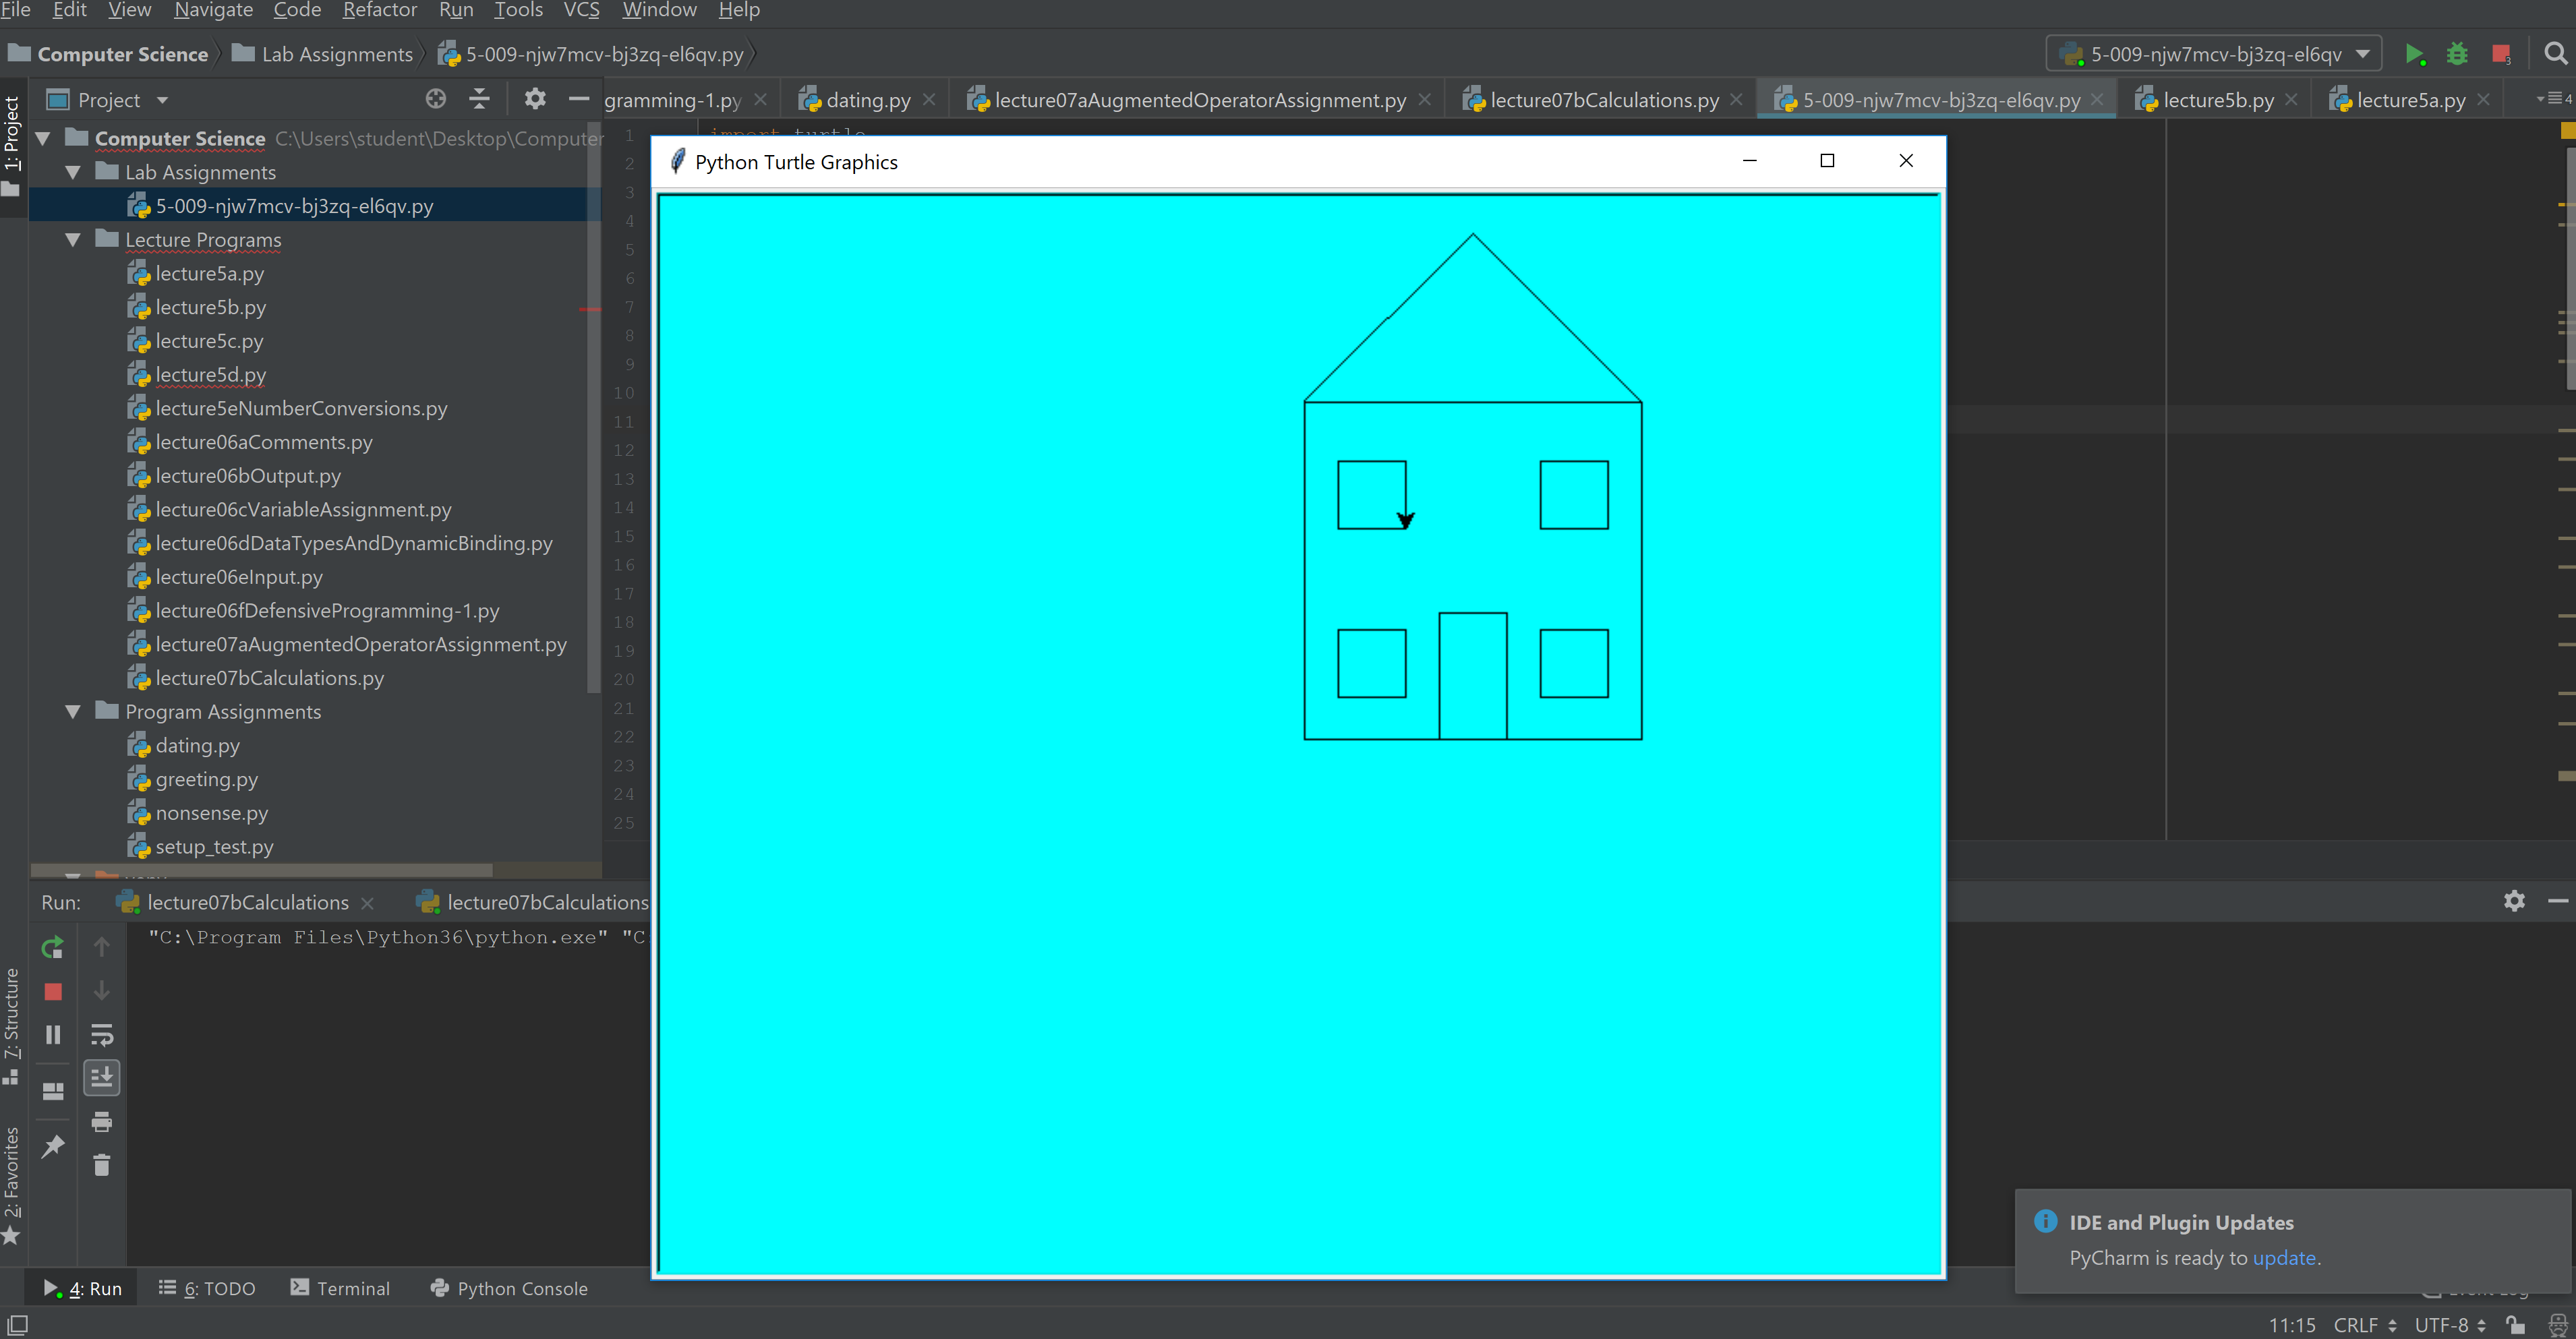 File Edit View Navigate Code Refactor Run Tools VCS Window Help
Computer Science Lab Assignments 5-009-njw7mcv-bj3zq-el6qv.py 5-009-njw7mcv-bj3zq-el6qv 3
1: Project
Project
gramming-1.py dating.py lecture07aAugmentedOperatorAssignment.py lecture07bCalculations.py 5-009-njw7mcv-bj3zq-el6qv.py lecture5b.py lecture5a.py 4
Computer Science C:\Users\student\Desktop\Computer
Lab Assignments
5-009-njw7mcv-bj3zq-el6qv.py
Lecture Programs
lecture5a.py
lecture5b.py
lecture5c.py
lecture5d.py
lecture5eNumberConversions.py
lecture06aComments.py
lecture06bOutput.py
lecture06cVariableAssignment.py
lecture06dDataTypesAndDynamicBinding.py
lecture06eInput.py
lecture06fDefensiveProgramming-1.py
lecture07aAugmentedOperatorAssignment.py
lecture07bCalculations.py
Program Assignments
dating.py
greeting.py
nonsense.py
setup_test.py
1 import turtle
2
3
4
5
6
7
8
9
10
11
12
13
14
15
16
17
18
19
20
21
22
23
24
25
Python Turtle Graphics
Run: lecture07bCalculations lecture07bCalculations
"C:\Program Files\Python36\python.exe" "C
7: Structure
2: Favorites
IDE and Plugin Updates
PyCharm is ready to update.
4: Run 6: TODO Terminal Python Console
11:15 CRLF UTF-8